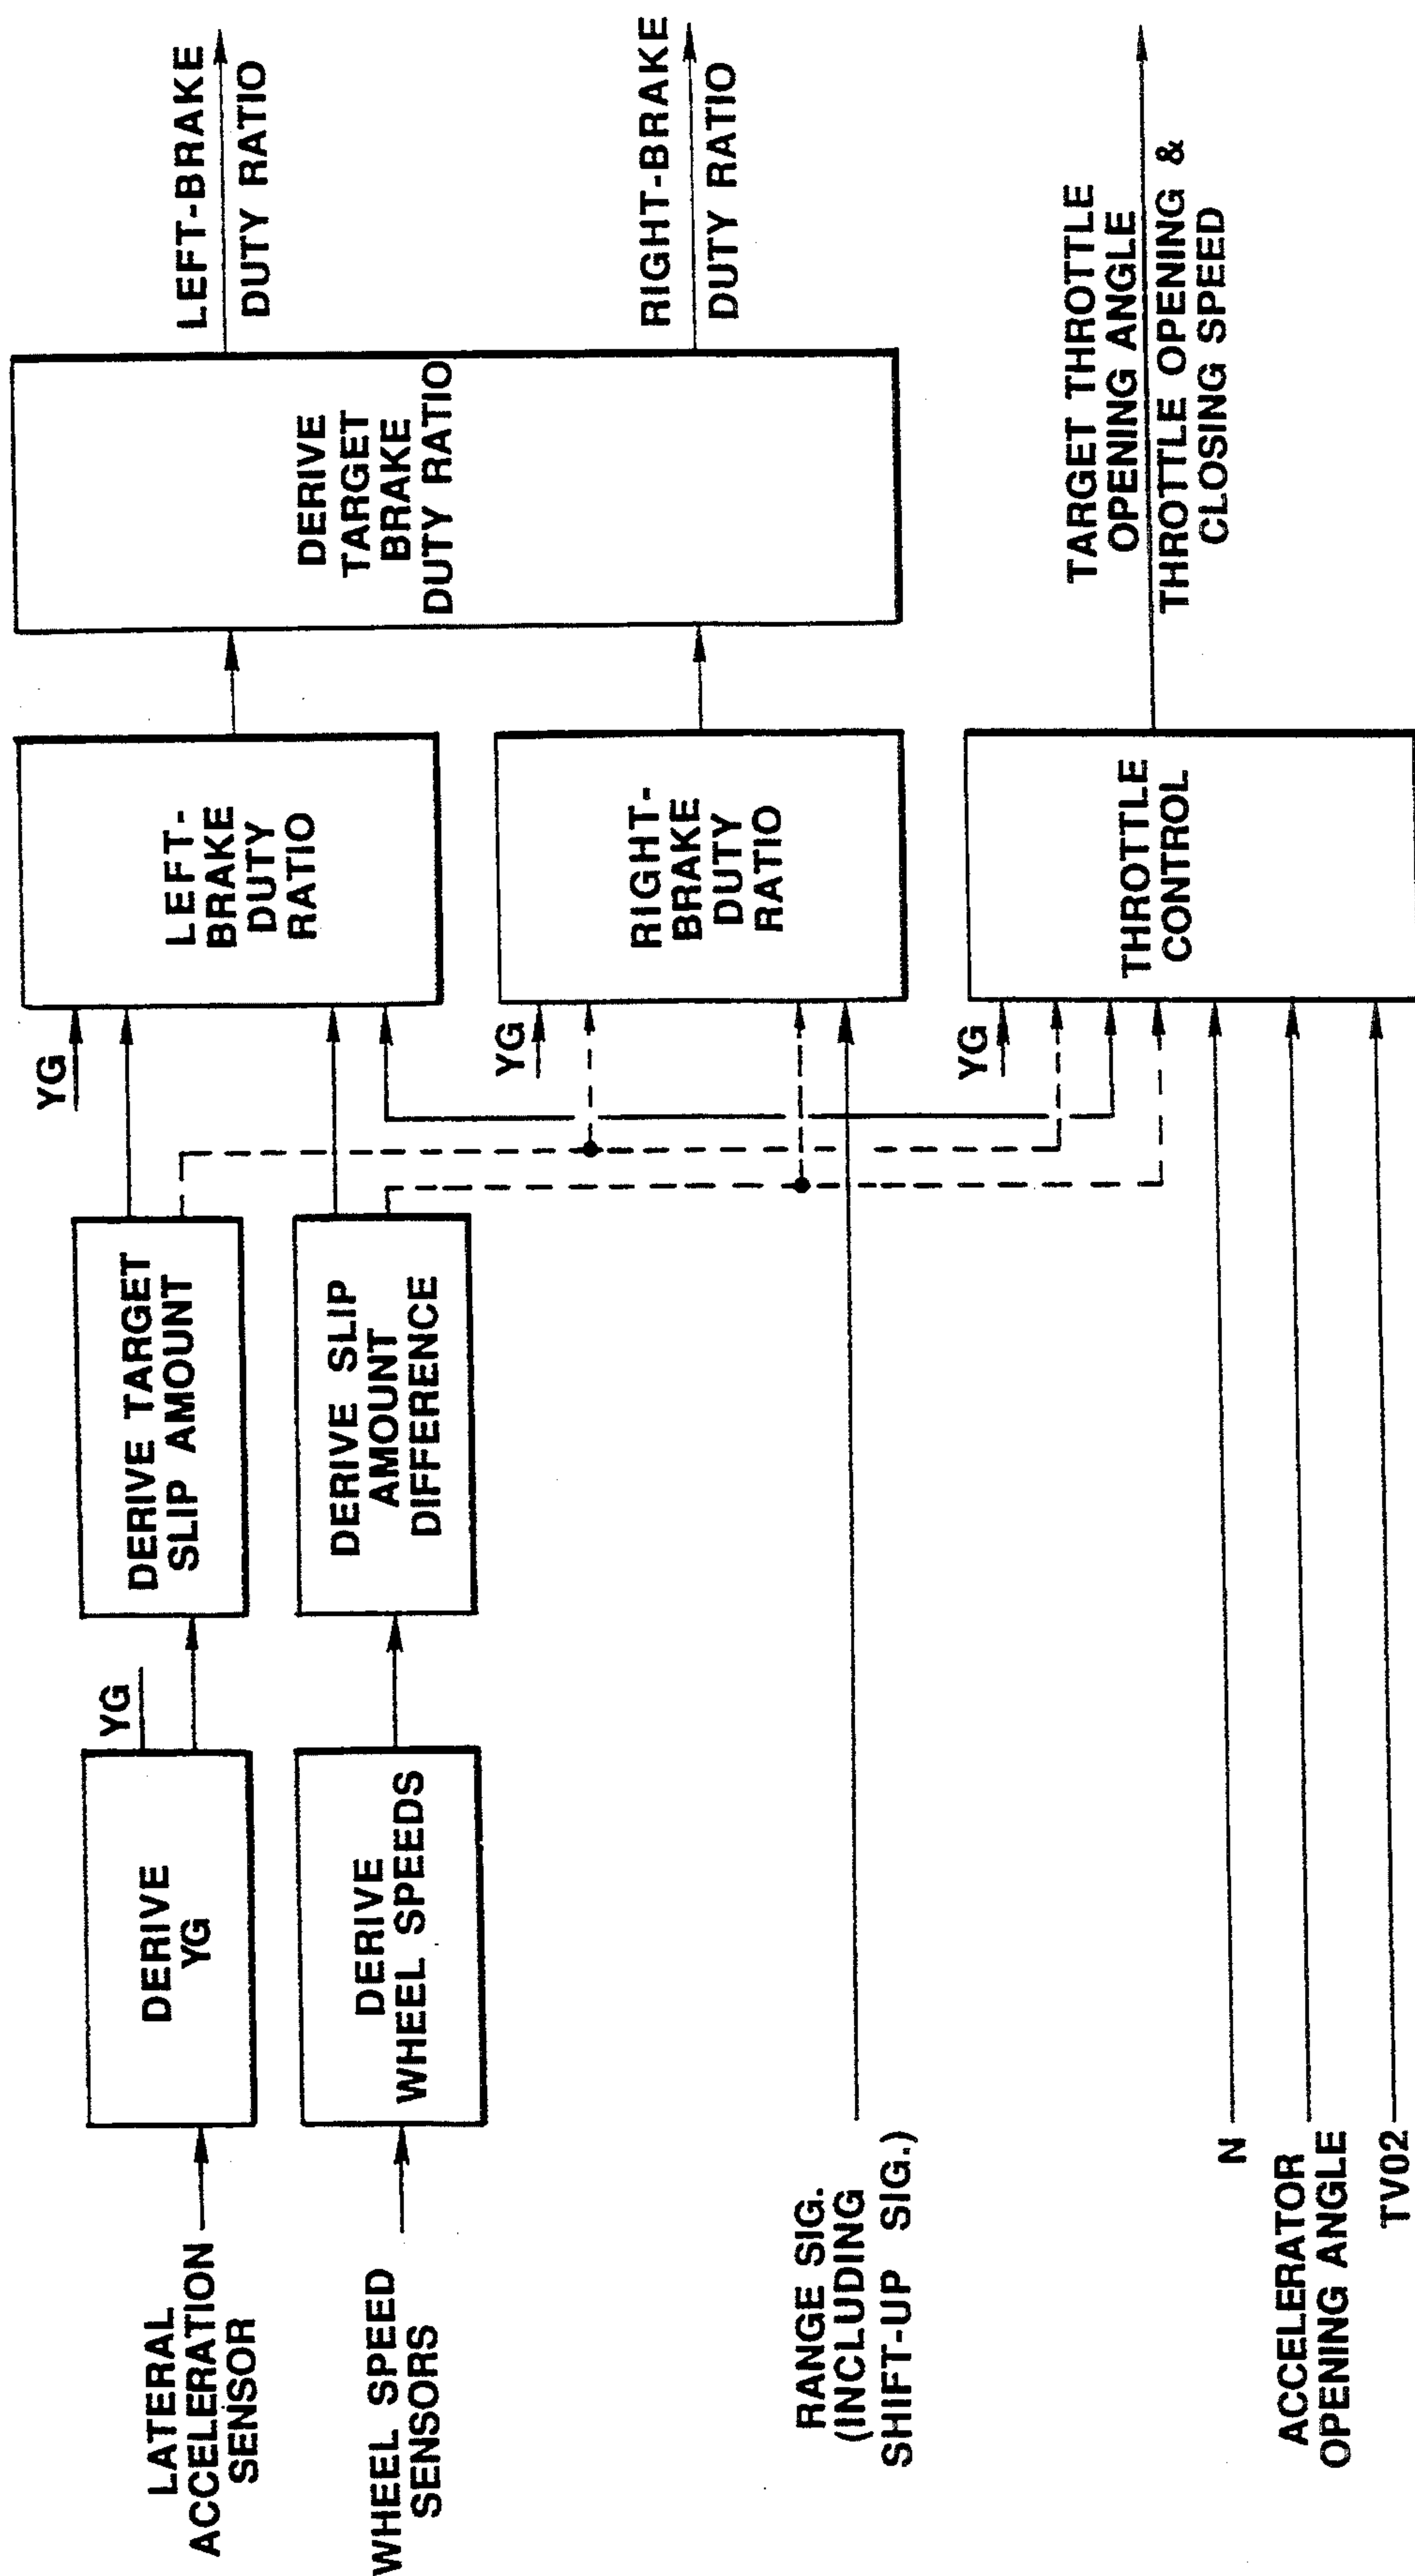 LATERAL
ACCELERATION
SENSOR
WHEEL SPEED
SENSORS
RANGE SIG.
(INCLUDING
SHIFT-UP SIG.)
N
ACCELERATOR
OPENING ANGLE
TV02
DERIVE
YG
DERIVE
WHEEL SPEEDS
YG
DERIVE TARGET
SLIP AMOUNT
DERIVE SLIP
AMOUNT
DIFFERENCE
YG
YG
YG
LEFT-
BRAKE
DUTY
RATIO
RIGHT-
BRAKE
DUTY
RATIO
THROTTLE
CONTROL
DERIVE
TARGET
BRAKE
DUTY RATIO
LEFT-BRAKE
DUTY RATIO
RIGHT-BRAKE
DUTY RATIO
TARGET THROTTLE
OPENING ANGLE
THROTTLE OPENING &
CLOSING SPEED